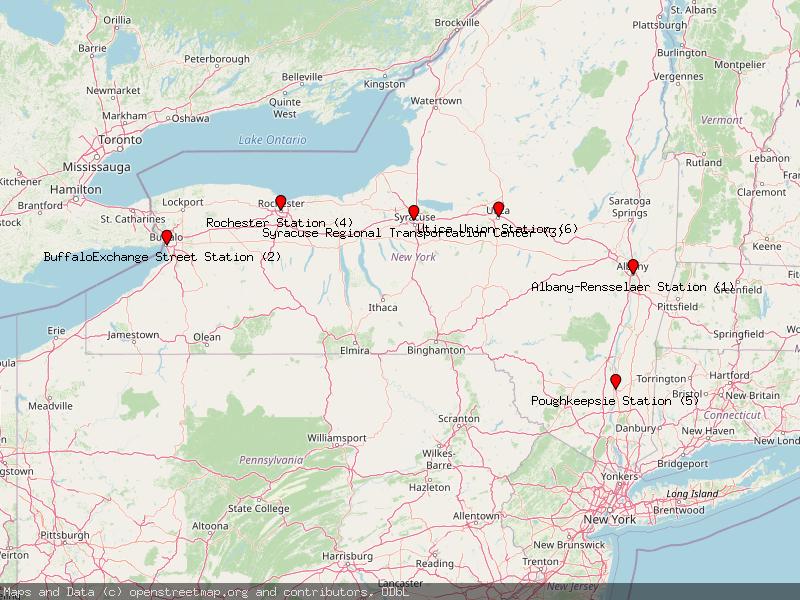 Orillia
Brockville
St. Albans
Plattsburgh
Barrie
Peterborough
Burlington
Montpelier
Belleville
Kingston
Vergennes
Newmarket
Quinte
West
Watertown
Markham
Oshawa
Vermont
Toronto
Lake Ontario
Lebanon
Mississauga
Rutland
Kitchener
Hamilton
Claremont
Brantford
Lockport
Rochester
Saratoga
Springs
St. Catharines
Syracuse
Utica
Rochester Station (4)
Utica Union Station (6)
Syracuse Regional Transportation Center (3)
Buffalo
Keene
BuffaloExchange Street Station (2)
New York
Albany
Albany-Rensselaer Station (1)
Greenfield
Pittsfield
Ithaca
Erie
Jamestown
Olean
Springfield
Elmira
Binghamton
Torrington
Hartford
Poughkeepsie Station (5)
Bristol
New Britain
Meadville
Connecticut
Scranton
Danbury
New Haven
New Lond
Williamsport
Wilkes-
Barre
Pennsylvania
Bridgeport
Yonkers
Hazleton
Long Island
State College
Brentwood
Allentown
New York
Altoona
Pittsburgh
New Brunswick
Harrisburg
Reading
Trenton
Lancaster
New Jersey
Maps and Data (c) openstreetmap.org and contributors, ODbL